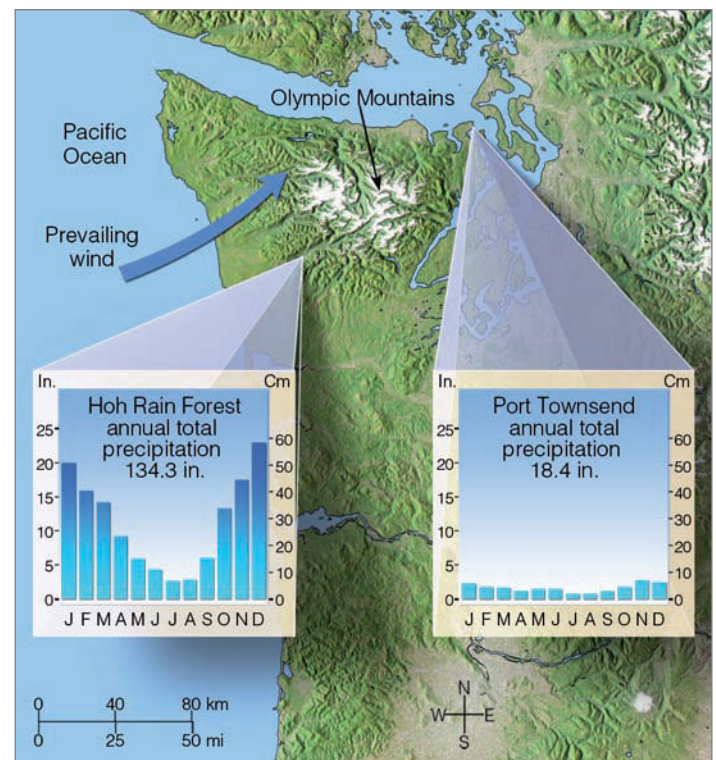 Olympic Mountains
Pacific
Ocean
Prevailing
wind
In.
Cm
Hoh Rain Forest
annual total
precipitation
134.3 in.
25
20
15
10
5
0
60
50
40
30
20
10
0
J F M A M J J A S O N D
In.
Cm
Port Townsend
annual total
precipitation
18.4 in.
25
20
15
10
5
0
60
50
40
30
20
10
0
J F M A M J J A S O N D
0 40 80 km
0 25 50 mi
N
W E
S